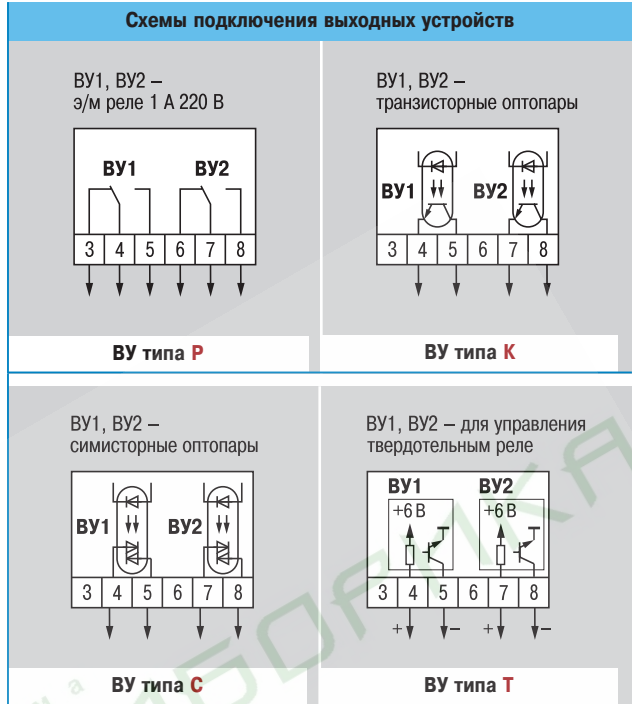 Схемы подключения выходных устройств
ВУ1, ВУ2 –
э/м реле 1 А 220 В
ВУ1 ВУ2
3 4 5 6 7 8
ВУ типа Р
ВУ1, ВУ2 –
транзисторные оптопары
ВУ1 ВУ2
3 4 5 6 7 8
ВУ типа К
ВУ1, ВУ2 –
симисторные оптопары
ВУ1 ВУ2
3 4 5 6 7 8
ВУ типа С
ВУ1, ВУ2 – для управления
твердотельным реле
ВУ1 ВУ2
+6 В +6 В
3 4 5 6 7 8
+ – + –
ВУ типа Т